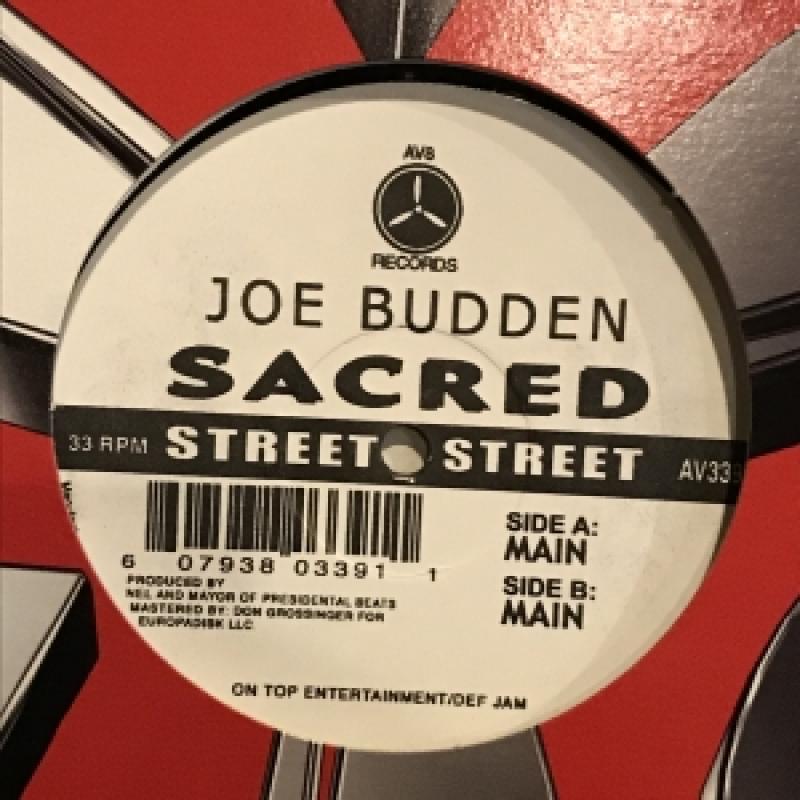 AV8
RECORDS
JOE BUDDEN
SACRED
33 RPM STREET STREET AV339
SIDE A:
MAIN
SIDE B:
MAIN
6 07938 03391 1
PRODUCED BY
NEIL AND MAYOR OF PRESIDENTAL BEATS
MASTERED BY: DON GROSSINGER FOR
EUROPADISK LLC
ON TOP ENTERTAINMENT/DEF JAM